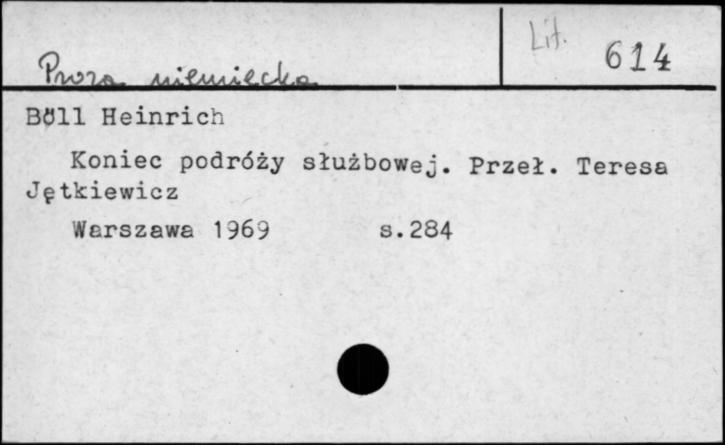 Lit. 614
Proza niemiecka
Böll Heinrich
Koniec podróży służbowej. Przeł. Teresa
Jętkiewicz
Warszawa 1969 s.284